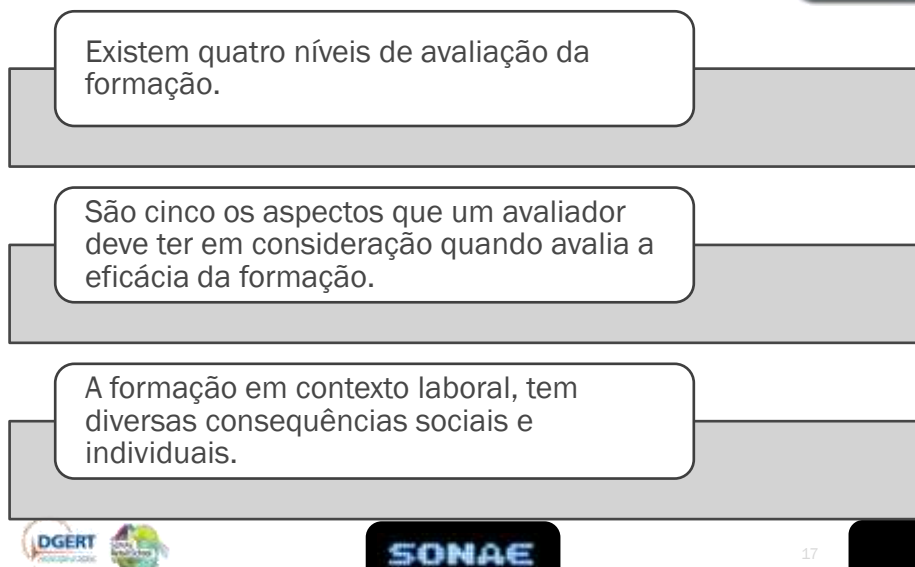 Existem quatro níveis de avaliação da
formação.
São cinco os aspectos que um avaliador
deve ter em consideração quando avalia a
eficácia da formação.
A formação em contexto laboral, tem
diversas consequências sociais e
individuais.
DGERT
SONAE
17